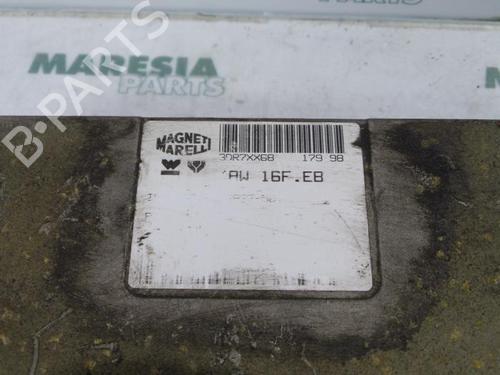 MARESIA
PARTS
B-PARTS
MAGNETI
MARELLI
30R7XX6B 179 98
AW 16F.EB